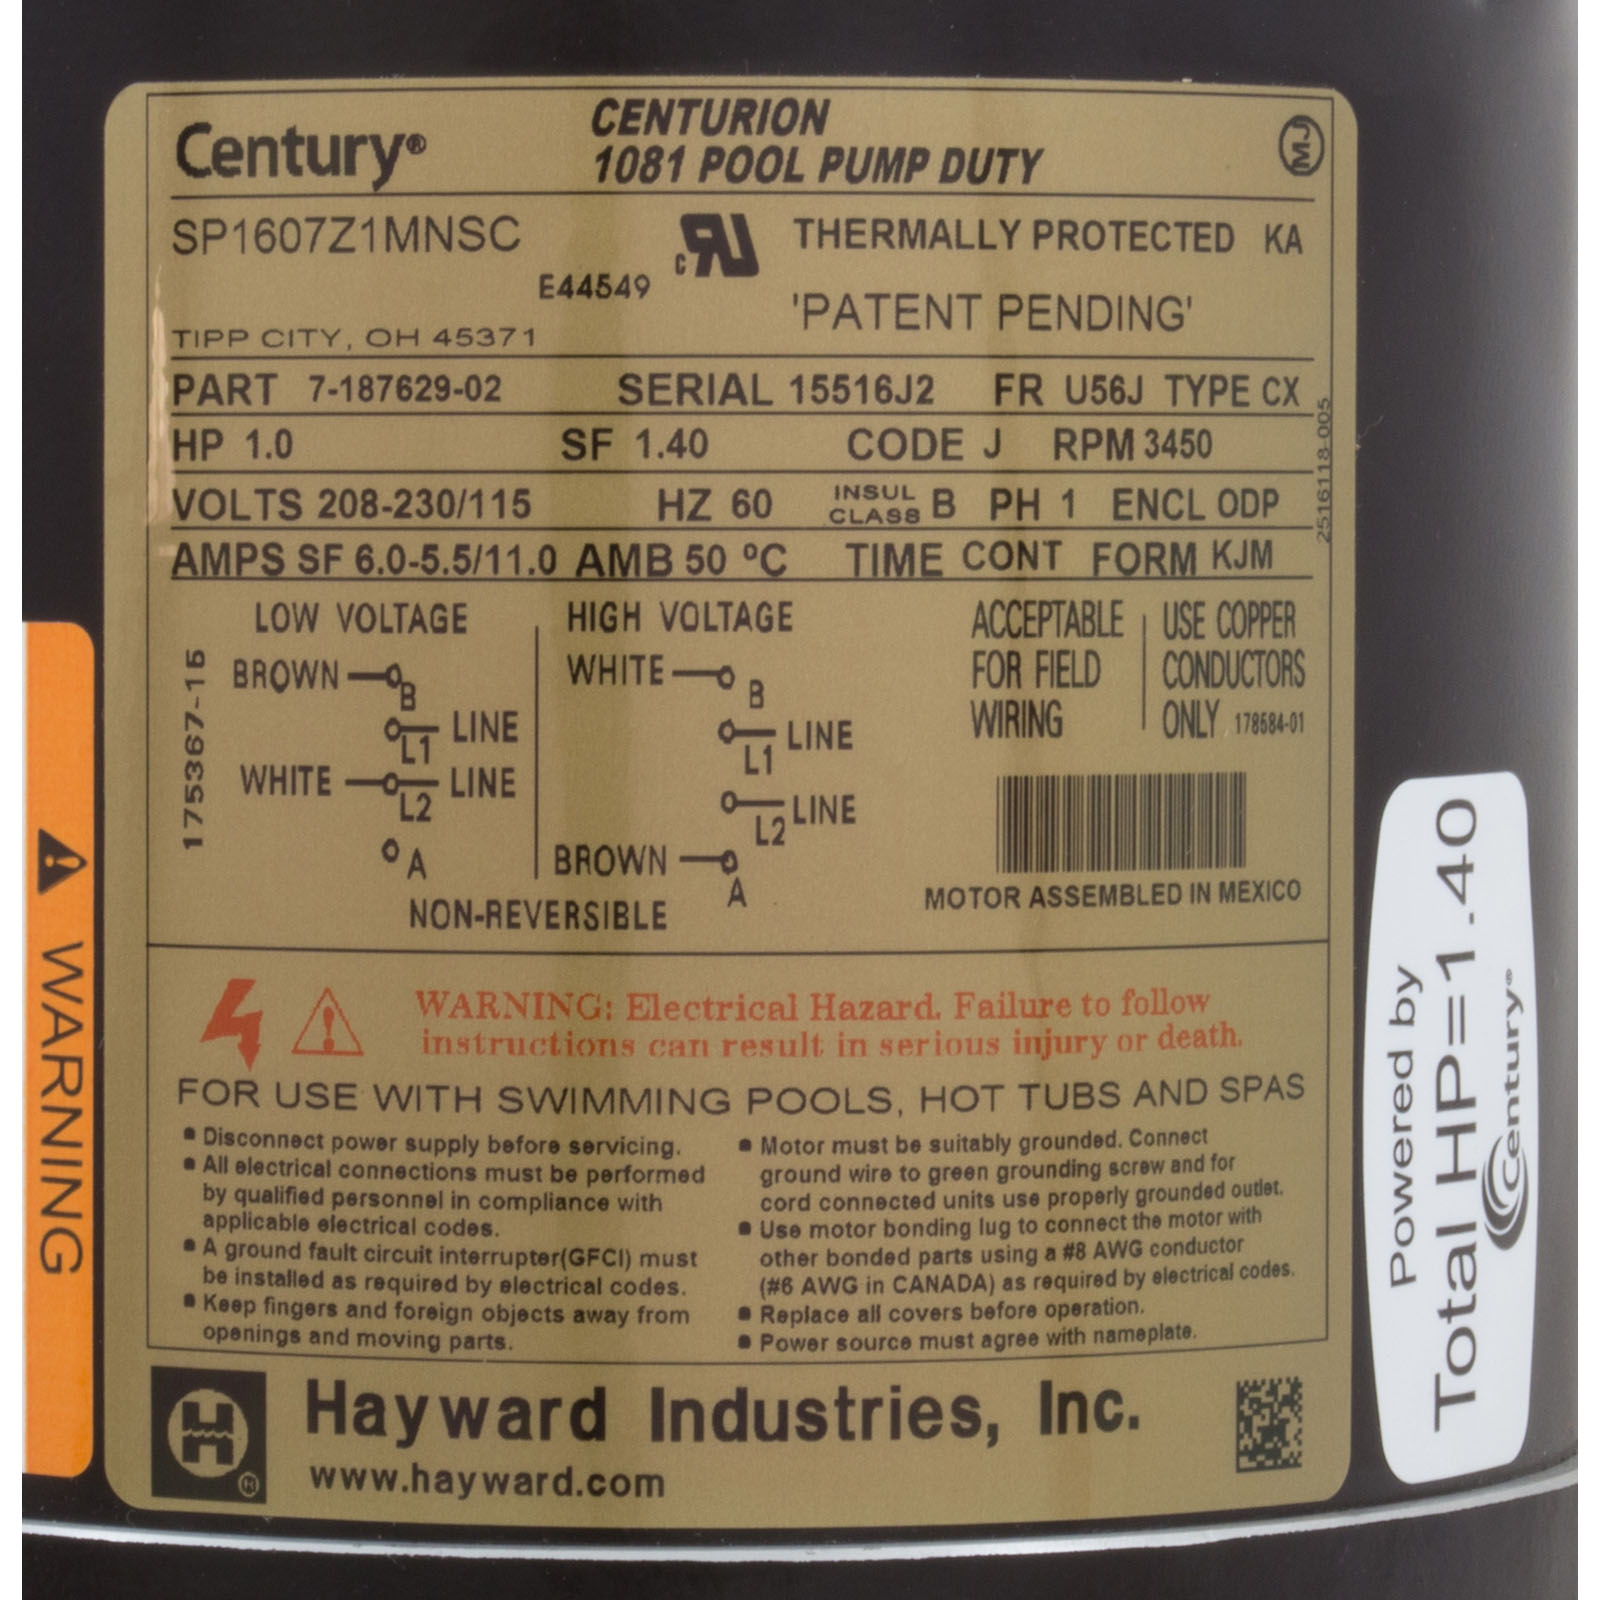 Century®
CENTURION
1081 POOL PUMP DUTY
MJ
SP1607Z1MNSC
E44549
c RU
THERMALLY PROTECTED KA
'PATENT PENDING'
TIPP CITY, OH 45371
PART 7-187629-02 SERIAL 15516J2 FR U56J TYPE CX
HP 1.0 SF 1.40 CODE J RPM 3450
VOLTS 208-230/115 HZ 60 INSUL CLASS B PH 1 ENCL ODP
AMPS SF 6.0-5.5/11.0 AMB 50 ºC TIME CONT FORM KJM
2516118-005
175367-15
LOW VOLTAGE
BROWN B
L1 LINE
WHITE L2 LINE
A
HIGH VOLTAGE
WHITE B
L1 LINE
L2 LINE
BROWN A
NON-REVERSIBLE
ACCEPTABLE
FOR FIELD
WIRING
USE COPPER
CONDUCTORS
ONLY 178584-01
MOTOR ASSEMBLED IN MEXICO
WARNING: Electrical Hazard. Failure to follow
instructions can result in serious injury or death.
FOR USE WITH SWIMMING POOLS, HOT TUBS AND SPAS
Disconnect power supply before servicing.
All electrical connections must be performed
by qualified personnel in compliance with
applicable electrical codes.
A ground fault circuit interrupter(GFCI) must
be installed as required by electrical codes.
Keep fingers and foreign objects away from
openings and moving parts.
Motor must be suitably grounded. Connect
ground wire to green grounding screw and for
cord connected units use properly grounded outlet.
Use motor bonding lug to connect the motor with
other bonded parts using a #8 AWG conductor
(#6 AWG in CANADA) as required by electrical codes.
Replace all covers before operation.
Power source must agree with nameplate.
H ®
Hayward Industries, Inc.
www.hayward.com
WARNING
Powered by
Total HP=1.40
Century®